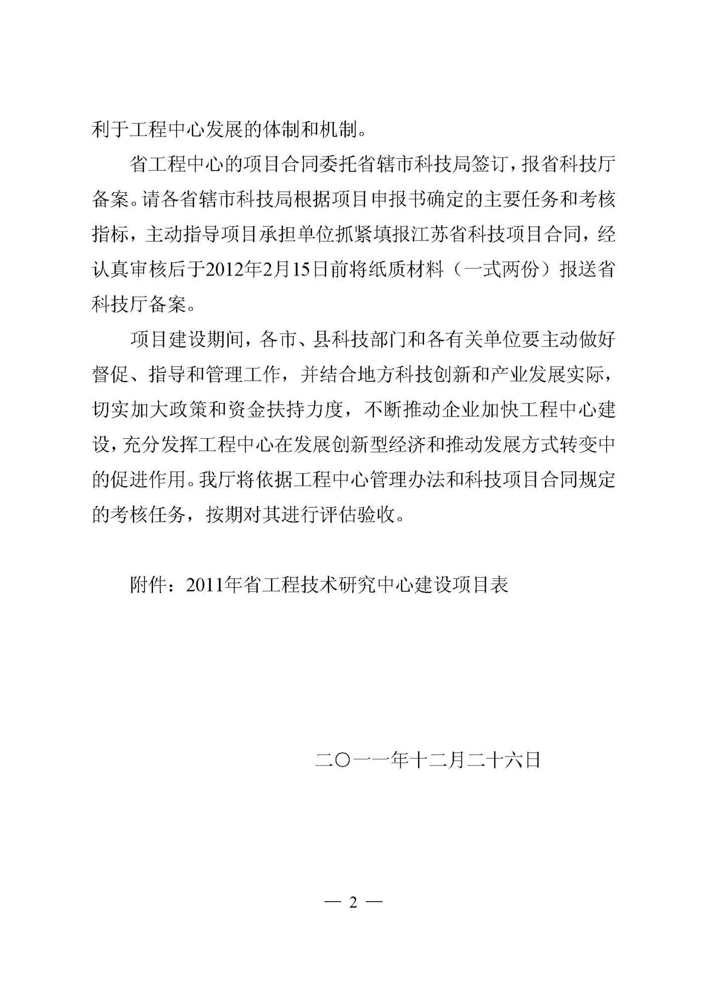 利于工程中心发展的体制和机制。
省工程中心的项目合同委托省辖市科技局签订，报省科技厅
备案。请各省辖市科技局根据项目申报书确定的主要任务和考核
指标，主动指导项目承担单位抓紧填报江苏省科技项目合同，经
认真审核后于2012年2月15日前将纸质材料（一式两份）报送省
科技厅备案。
项目建设期间，各市、县科技部门和各有关单位要主动做好
督促、指导和管理工作，并结合地方科技创新和产业发展实际，
切实加大政策和资金扶持力度，不断推动企业加快工程中心建
设，充分发挥工程中心在发展创新型经济和推动发展方式转变中
的促进作用。我厅将依据工程中心管理办法和科技项目合同规定
的考核任务，按期对其进行评估验收。
附件：2011年省工程技术研究中心建设项目表
二〇一一年十二月二十六日
— 2 —